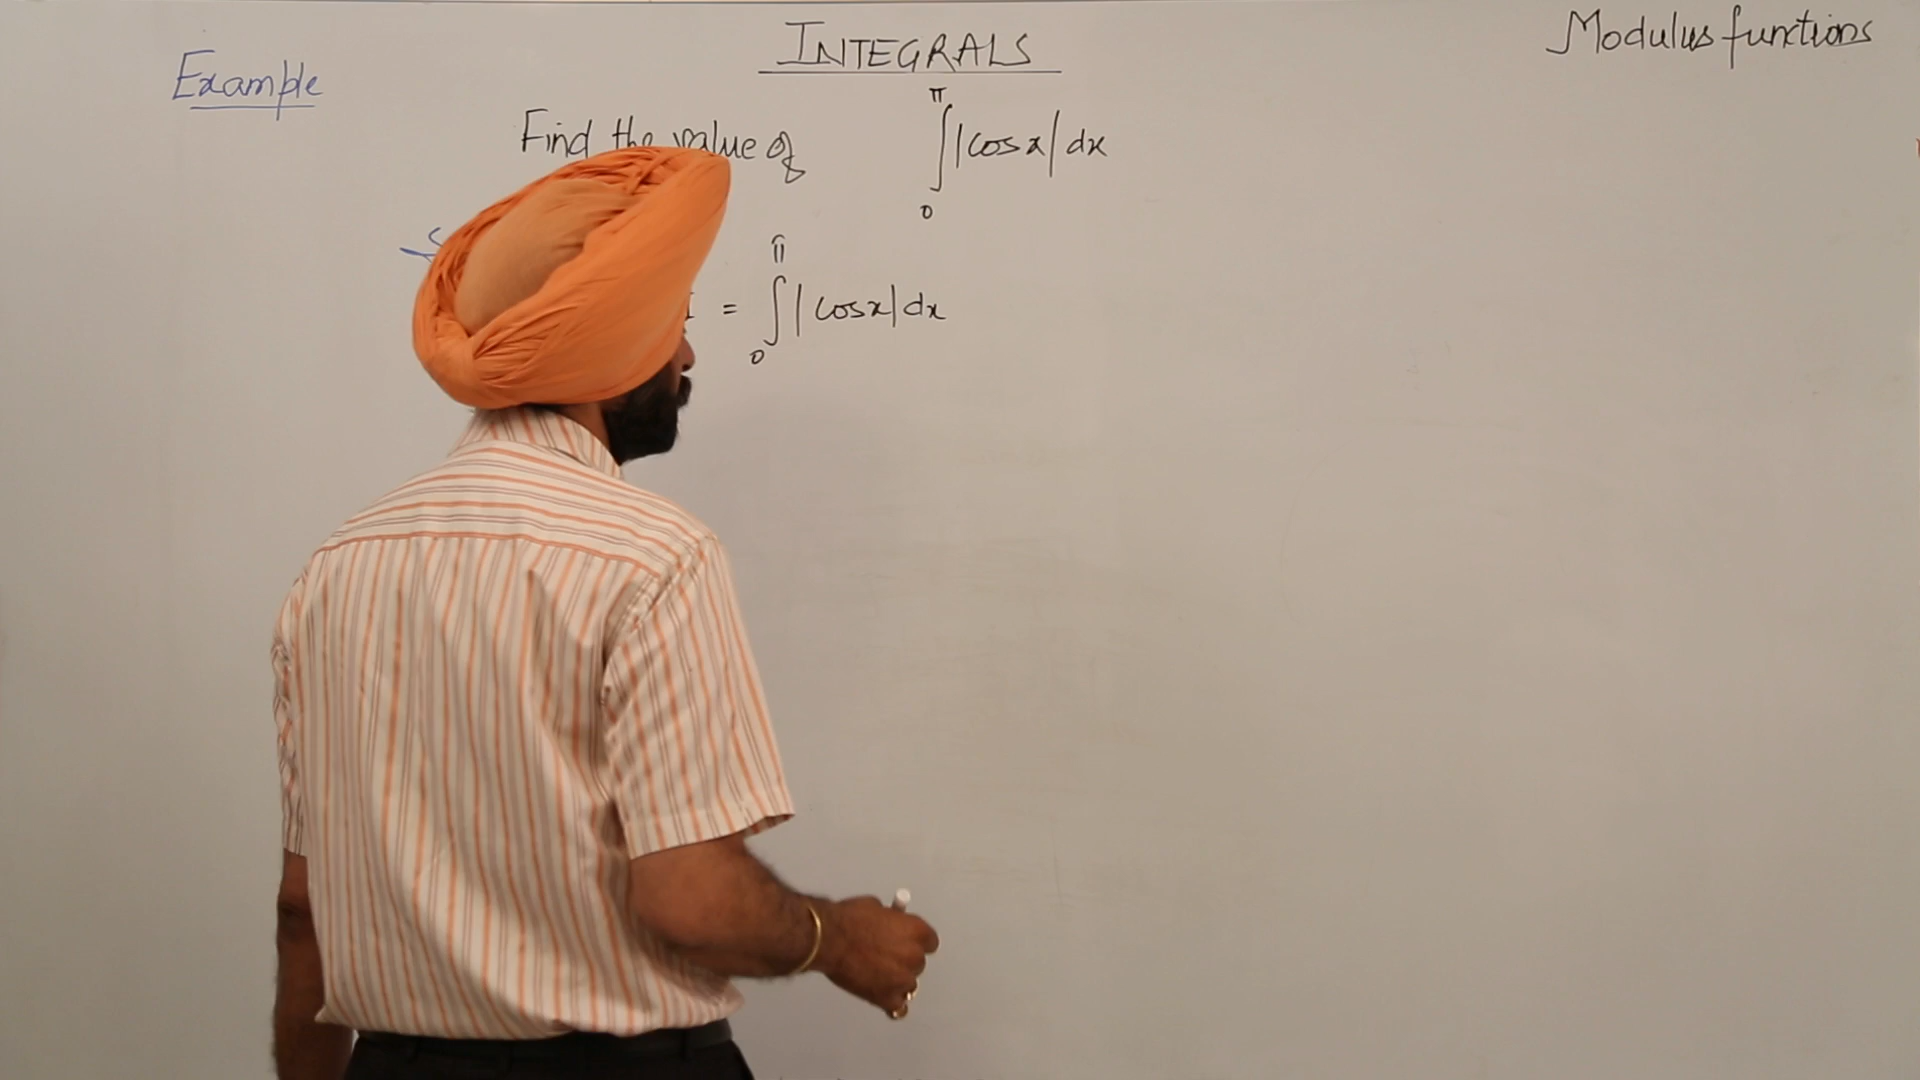 INTEGRALS
Modulus functions
Example
Find the value of ∫₀^π |cos x| dx
I = ∫₀^π |cos x| dx